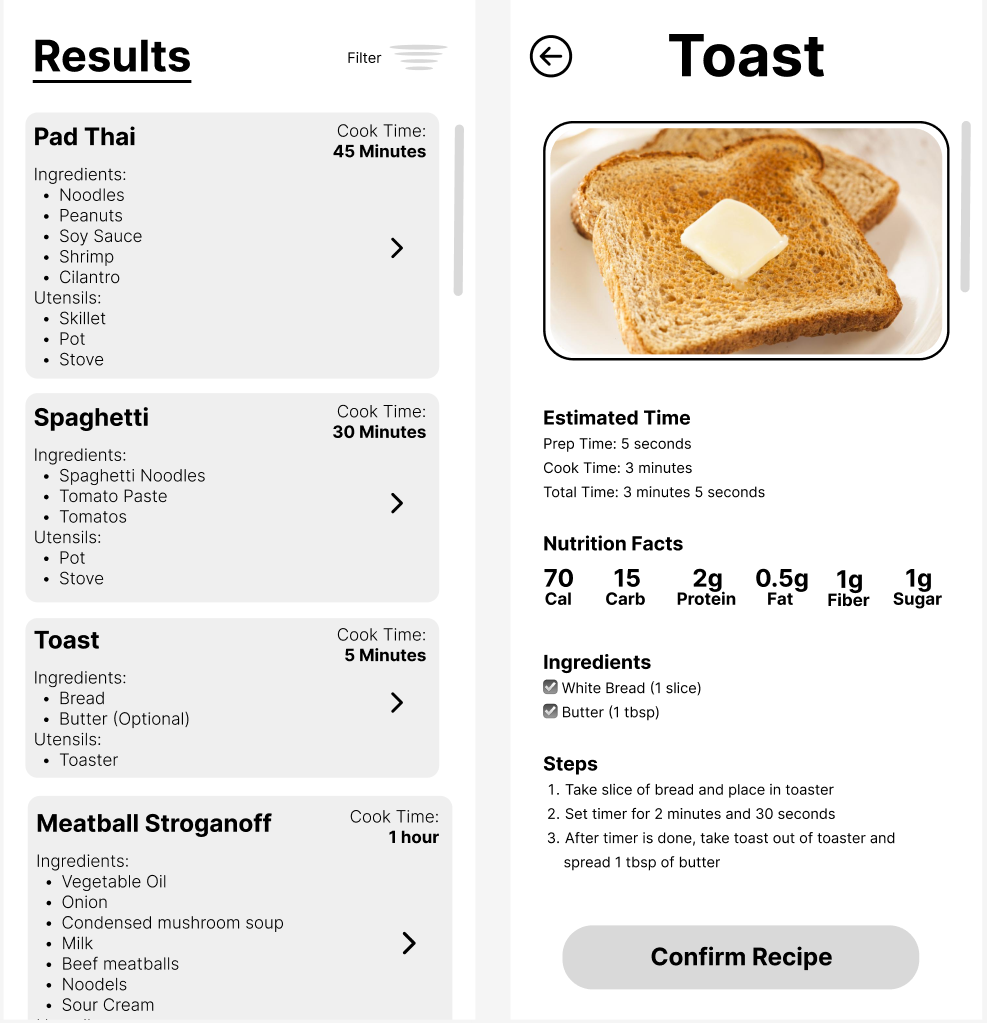 Results
Filter
Pad Thai
Cook Time:
45 Minutes
Ingredients:
• Noodles
• Peanuts
• Soy Sauce
• Shrimp
• Cilantro
Utensils:
• Skillet
• Pot
• Stove
Spaghetti
Cook Time:
30 Minutes
Ingredients:
• Spaghetti Noodles
• Tomato Paste
• Tomatos
Utensils:
• Pot
• Stove
Toast
Cook Time:
5 Minutes
Ingredients:
• Bread
• Butter (Optional)
Utensils:
• Toaster
Meatball Stroganoff
Cook Time:
1 hour
Ingredients:
• Vegetable Oil
• Onion
• Condensed mushroom soup
• Milk
• Beef meatballs
• Noodels
• Sour Cream
Toast
Estimated Time
Prep Time: 5 seconds
Cook Time: 3 minutes
Total Time: 3 minutes 5 seconds
Nutrition Facts
70 15 2g 0.5g 1g 1g
Cal Carb Protein Fat Fiber Sugar
Ingredients
White Bread (1 slice)
Butter (1 tbsp)
Steps
1. Take slice of bread and place in toaster
2. Set timer for 2 minutes and 30 seconds
3. After timer is done, take toast out of toaster and
spread 1 tbsp of butter
Confirm Recipe